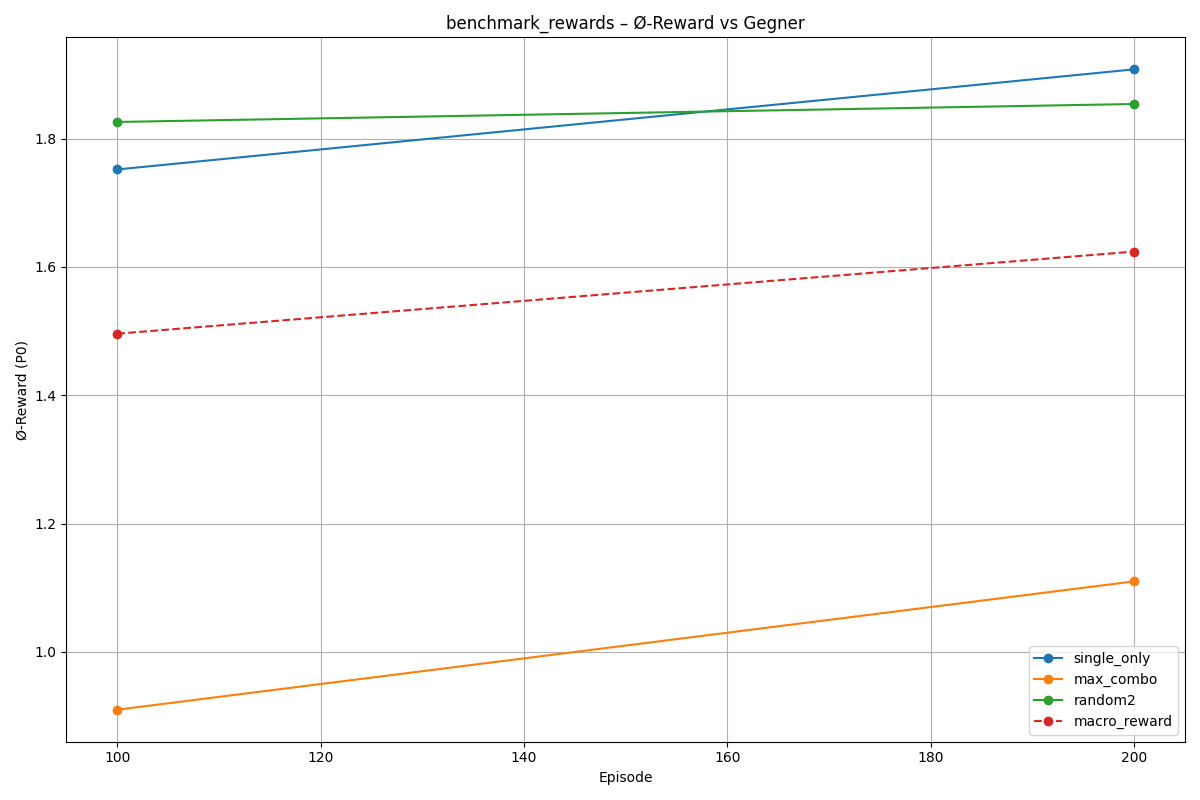 benchmark_rewards – Ø-Reward vs Gegner
Ø-Reward (P0)
1.8
1.6
1.4
1.2
1.0
100 120 140 160 180 200
Episode
single_only
max_combo
random2
macro_reward